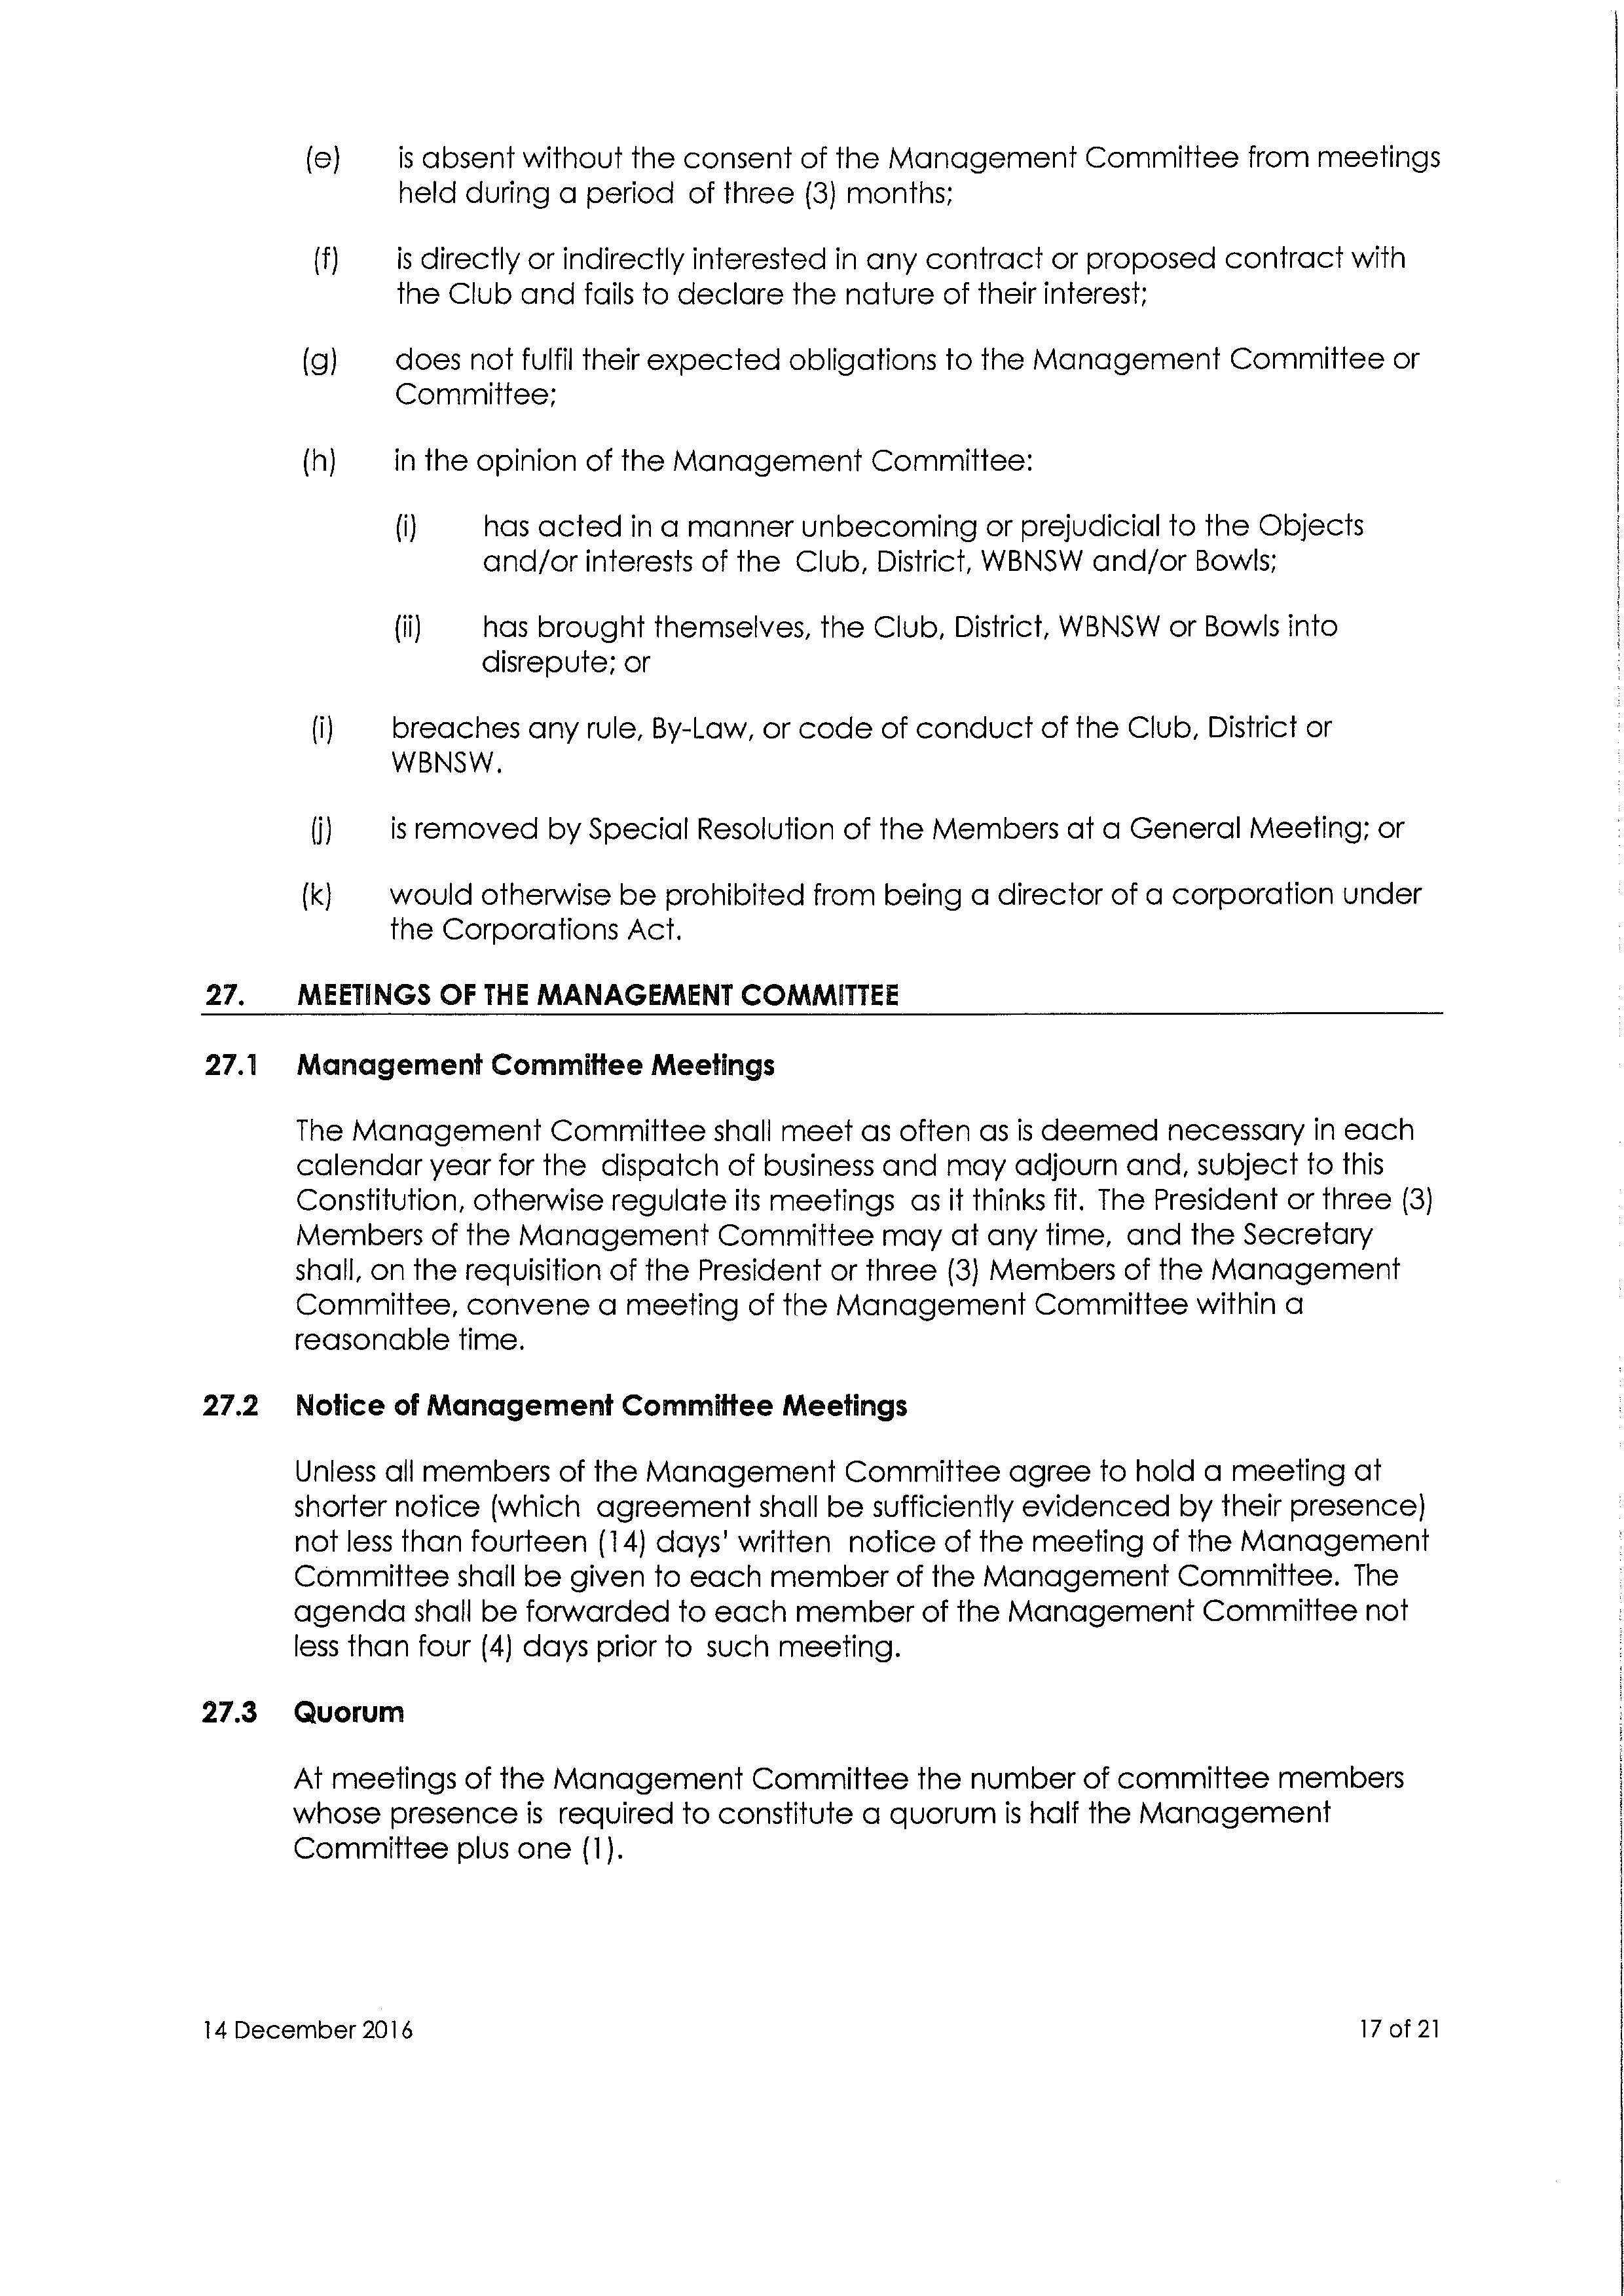 (e) is absent without the consent of the Management Committee from meetings
held during a period of three (3) months;
(f) is directly or indirectly interested in any contract or proposed contract with
the Club and fails to declare the nature of their interest;
(g) does not fulfil their expected obligations to the Management Committee or
Committee;
(h) in the opinion of the Management Committee:
(i) has acted in a manner unbecoming or prejudicial to the Objects
and/or interests of the Club, District, WBNSW and/or Bowls;
(ii) has brought themselves, the Club, District, WBNSW or Bowls into
disrepute; or
(i) breaches any rule, By-Law, or code of conduct of the Club, District or
WBNSW.
(j) is removed by Special Resolution of the Members at a General Meeting; or
(k) would otherwise be prohibited from being a director of a corporation under
the Corporations Act.
27. MEETINGS OF THE MANAGEMENT COMMITTEE
27.1 Management Committee Meetings
The Management Committee shall meet as often as is deemed necessary in each
calendar year for the dispatch of business and may adjourn and, subject to this
Constitution, otherwise regulate its meetings as it thinks fit. The President or three (3)
Members of the Management Committee may at any time, and the Secretary
shall, on the requisition of the President or three (3) Members of the Management
Committee, convene a meeting of the Management Committee within a
reasonable time.
27.2 Notice of Management Committee Meetings
Unless all members of the Management Committee agree to hold a meeting at
shorter notice (which agreement shall be sufficiently evidenced by their presence)
not less than fourteen (14) days' written notice of the meeting of the Management
Committee shall be given to each member of the Management Committee. The
agenda shall be forwarded to each member of the Management Committee not
less than four (4) days prior to such meeting.
27.3 Quorum
At meetings of the Management Committee the number of committee members
whose presence is required to constitute a quorum is half the Management
Committee plus one (1).
14 December 2016
17 of 21